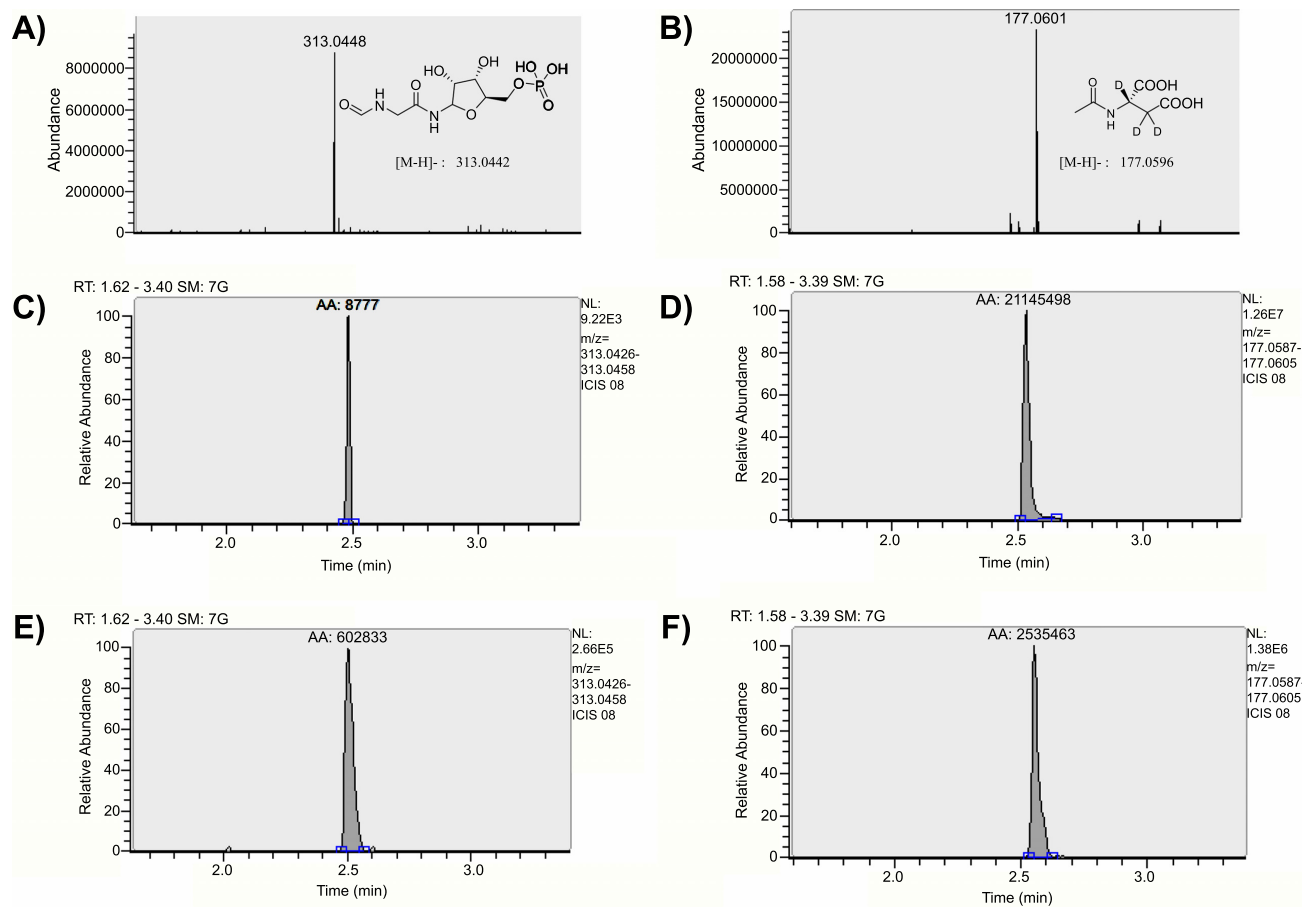 A)
313.0448
Abundance
8000000
6000000
4000000
2000000
0
HO
OH
HO
OH
O
P
O
O
H
N
O
N
H
O
[M-H]- : 313.0442
B)
177.0601
Abundance
20000000
15000000
10000000
5000000
0
O
D
COOH
COOH
N
H
D
D
[M-H]- : 177.0596
C)
RT: 1.62 - 3.40 SM: 7G
AA: 8777
Relative Abundance
100
80
60
40
20
0
2.0
2.5
3.0
Time (min)
NL:
9.22E3
m/z=
313.0426-
313.0458
ICIS 08
D)
RT: 1.58 - 3.39 SM: 7G
AA: 21145498
Relative Abundance
100
80
60
40
20
0
2.0
2.5
3.0
Time (min)
NL:
1.26E7
m/z=
177.0587-
177.0605
ICIS 08
E)
RT: 1.62 - 3.40 SM: 7G
AA: 602833
Relative Abundance
100
80
60
40
20
0
2.0
2.5
3.0
Time (min)
NL:
2.66E5
m/z=
313.0426-
313.0458
ICIS 08
F)
RT: 1.58 - 3.39 SM: 7G
AA: 2535463
Relative Abundance
100
80
60
40
20
0
2.0
2.5
3.0
Time (min)
NL:
1.38E6
m/z=
177.0587-
177.0605
ICIS 08